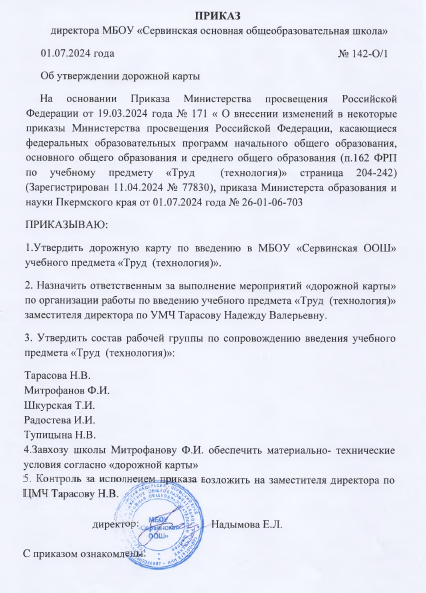 ПРИКАЗ
директора МБОУ «Сервинская основная общеобразовательная школа»
01.07.2024 года № 142-О/1
Об утверждении дорожной карты
На основании Приказа Министерства просвещения Российской
Федерации от 19.03.2024 года № 171 « О внесении изменений в некоторые
приказы Министерства просвещения Российской Федерации, касающиеся
федеральных образовательных программ начального общего образования,
основного общего образования и среднего общего образования (п.162 ФРП
по учебному предмету «Труд (технология)» страница 204-242)
(Зарегистрирован 11.04.2024 № 77830), приказа Министерста образования и
науки Пкермского края от 01.07.2024 года № 26-01-06-703
ПРИКАЗЫВАЮ:
1.Утвердить дорожную карту по введению в МБОУ «Сервинская ООШ»
учебного предмета «Труд (технология)».
2. Назначить ответственным за выполнение мероприятий «дорожной карты»
по организации работы по введению учебного предмета «Труд (технология)»
заместителя директора по УМЧ Тарасову Надежду Валерьевну.
3. Утвердить состав рабочей группы по сопровождению введения учебного
предмета «Труд (технология)»:
Тарасова Н.В.
Митрофанов Ф.И.
Шкурская Т.И.
Радостева И.И.
Тупицына Н.В.
4.Завхозу школы Митрофанову Ф.И. обеспечить материально- технические
условия согласно «дорожной карты»
5. Контроль за исполнением приказа возложить на заместителя директора по
ЦМЧ Тарасову Н.В.
директор: Надымова Е.Л.
МБОУ
«Сервинская
ООШ»
С приказом ознакомлены: